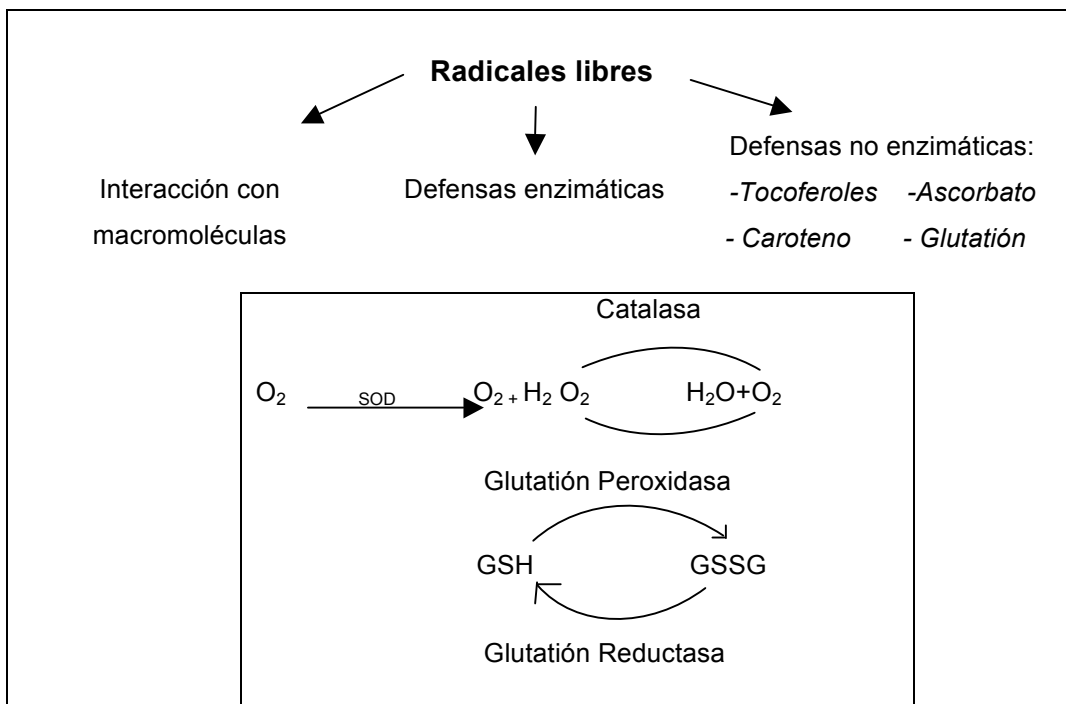 Radicales libres
Interacción con
macromoléculas
Defensas enzimáticas
Defensas no enzimáticas:
-Tocoferoles -Ascorbato
- Caroteno - Glutatión
Catalasa
O₂ SOD O₂ + H₂ O₂ H₂O+O₂
Glutatión Peroxidasa
GSH GSSG
Glutatión Reductasa